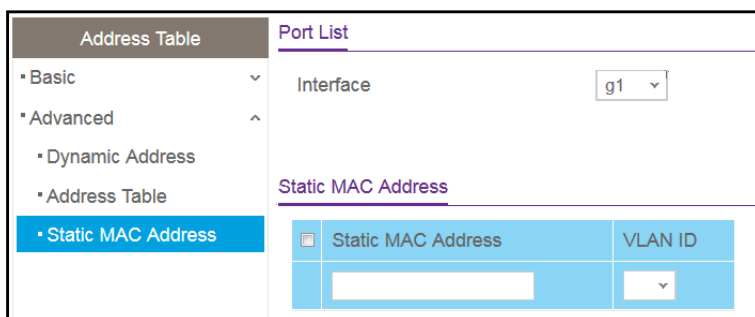 Address Table
Basic
Advanced
Dynamic Address
Address Table
Static MAC Address
Port List
Interface g1
Static MAC Address
Static MAC Address VLAN ID